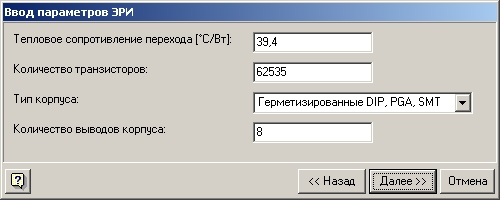 Ввод параметров ЭРИ
Тепловое сопротивление перехода [°C/Вт]: 39,4
Количество транзисторов: 62535
Тип корпуса: Герметизированные DIP, PGA, SMT
Количество выводов корпуса: 8
? << Назад Далее >> Отмена